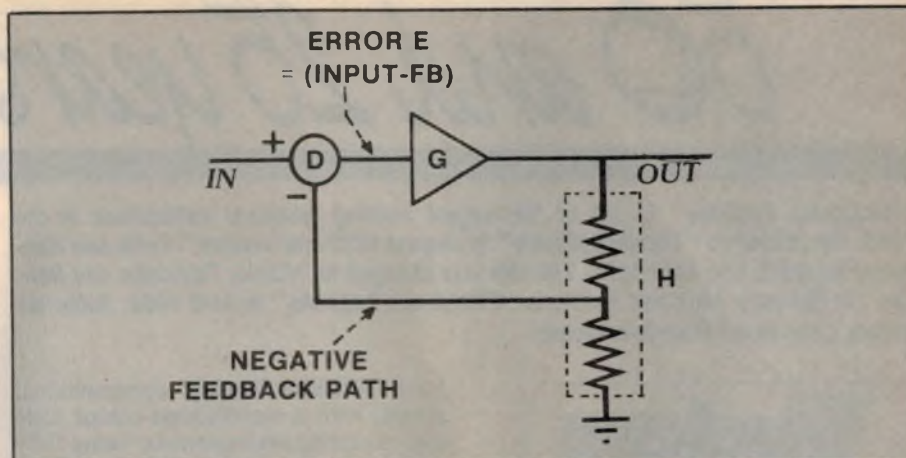 ERROR E
= (INPUT-FB)
+
D
G
IN
−
OUT
H
NEGATIVE
FEEDBACK PATH